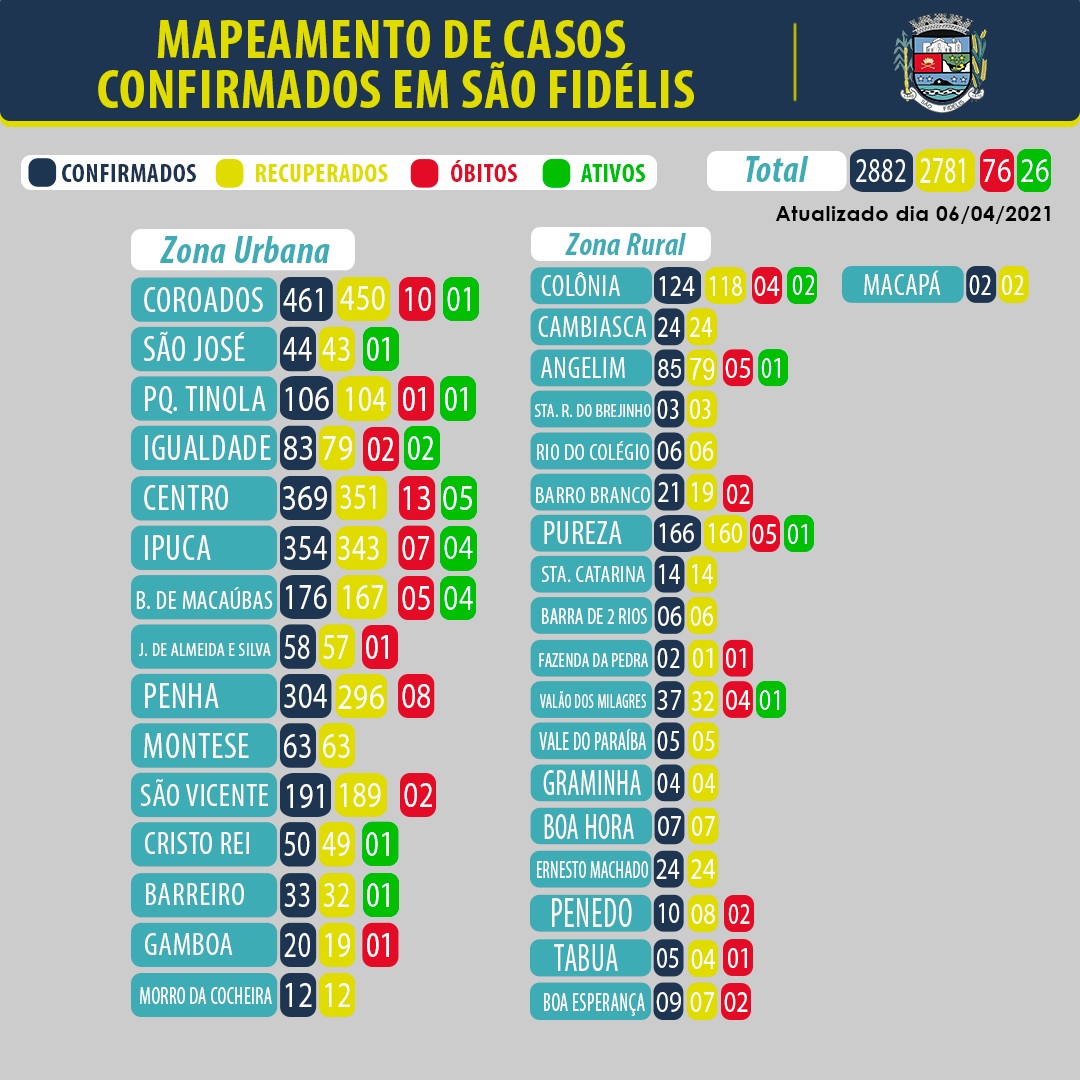 MAPEAMENTO DE CASOS
CONFIRMADOS EM SÃO FIDÉLIS
SÃO FIDELIS
CONFIRMADOS RECUPERADOS ÓBITOS ATIVOS
Total 2882 2781 76 26
Atualizado dia 06/04/2021
Zona Urbana
COROADOS 461 450 10 01
SÃO JOSÉ 44 43 01
PQ. TINOLA 106 104 01 01
IGUALDADE 83 79 02 02
CENTRO 369 351 13 05
IPUCA 354 343 07 04
B. DE MACAÚBAS 176 167 05 04
J. DE ALMEIDA E SILVA 58 57 01
PENHA 304 296 08
MONTESE 63 63
SÃO VICENTE 191 189 02
CRISTO REI 50 49 01
BARREIRO 33 32 01
GAMBOA 20 19 01
MORRO DA COCHEIRA 12 12
Zona Rural
COLÔNIA 124 118 04 02
CAMBIASCA 24 24
ANGELIM 85 79 05 01
STA. R. DO BREJINHO 03 03
RIO DO COLÉGIO 06 06
BARRO BRANCO 21 19 02
PUREZA 166 160 05 01
STA. CATARINA 14 14
BARRA DE 2 RIOS 06 06
FAZENDA DA PEDRA 02 01 01
VALÃO DOS MILAGRES 37 32 04 01
VALE DO PARAÍBA 05 05
GRAMINHA 04 04
BOA HORA 07 07
ERNESTO MACHADO 24 24
PENEDO 10 08 02
TABUA 05 04 01
BOA ESPERANÇA 09 07 02
MACAPÁ 02 02